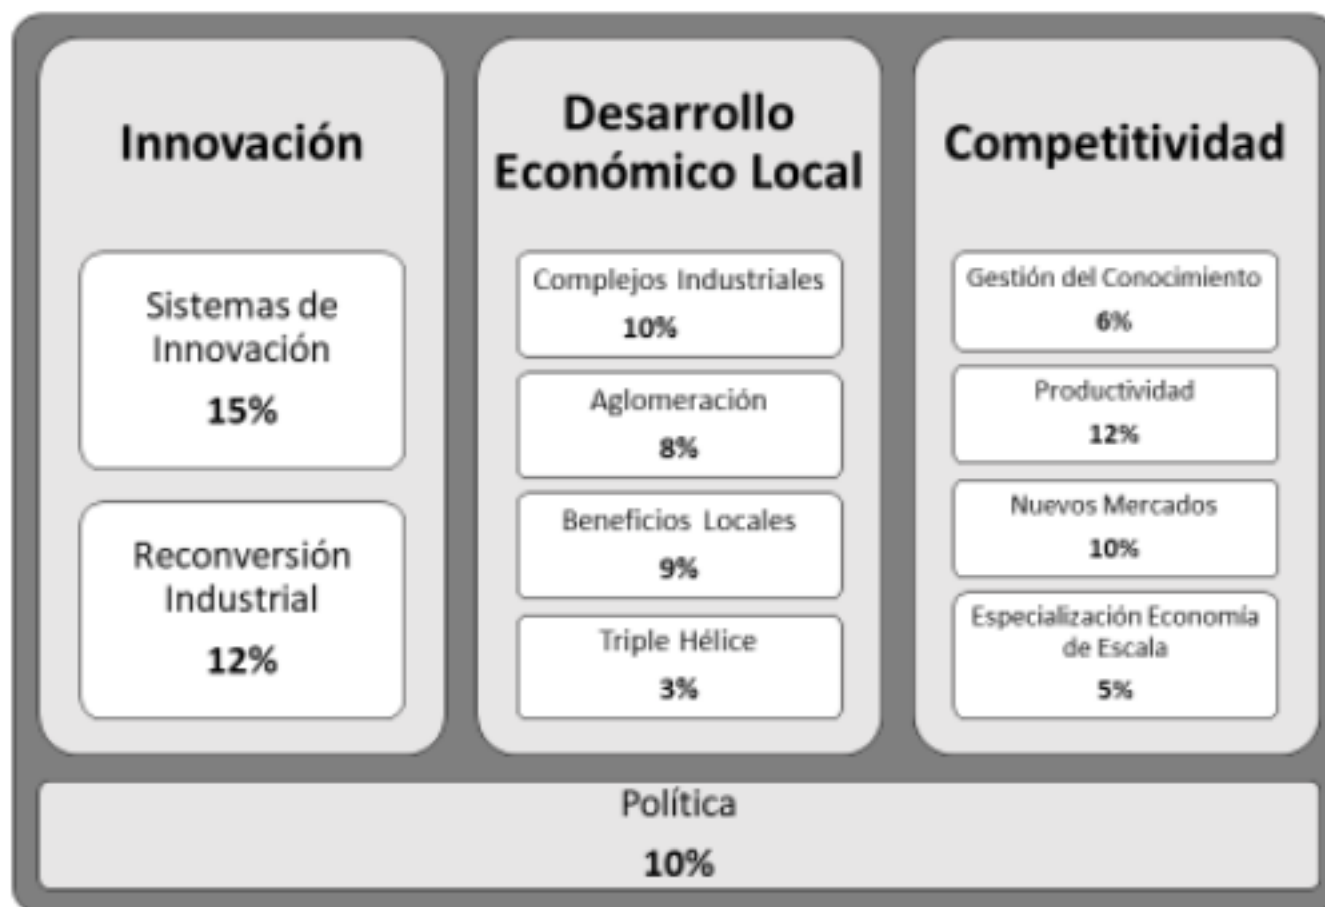 Innovación
Sistemas de
Innovación
15%
Reconversión
Industrial
12%
Desarrollo
Económico Local
Complejos Industriales
10%
Aglomeración
8%
Beneficios Locales
9%
Triple Hélice
3%
Competitividad
Gestión del Conocimiento
6%
Productividad
12%
Nuevos Mercados
10%
Especialización Economía
de Escala
5%
Política
10%